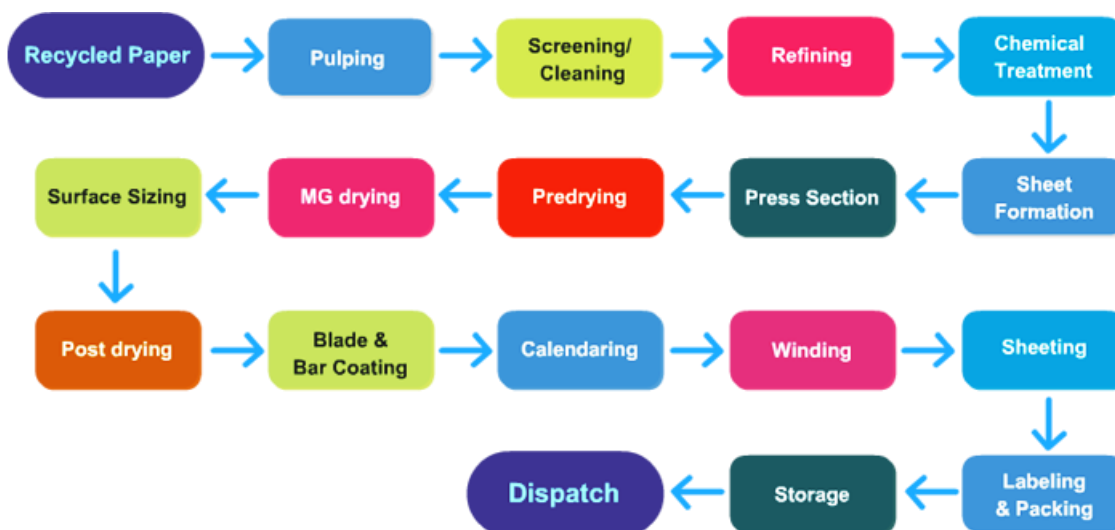 Recycled Paper
Pulping
Screening/
Cleaning
Refining
Chemical
Treatment
Surface Sizing
MG drying
Predrying
Press Section
Sheet
Formation
Post drying
Blade &
Bar Coating
Calendaring
Winding
Sheeting
Dispatch
Storage
Labeling
& Packing